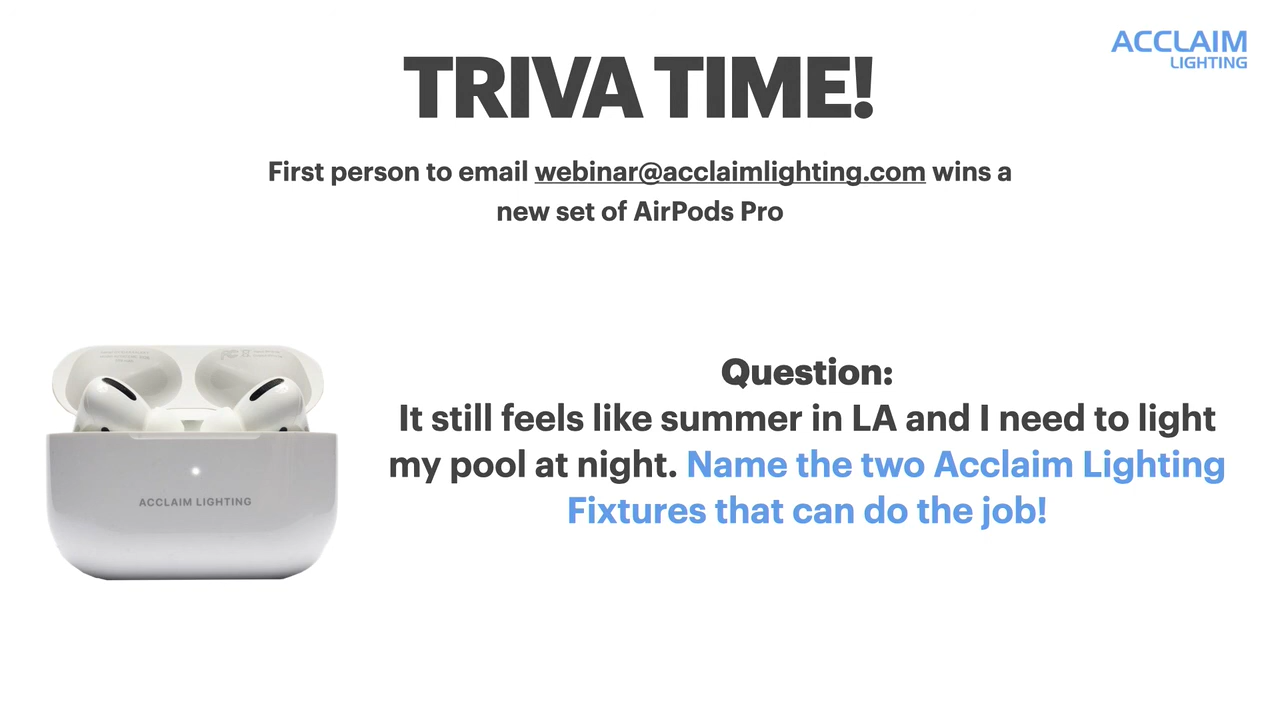 ACCLAIM
LIGHTING
TRIVA TIME!
First person to email webinar@acclaimlighting.com wins a
new set of AirPods Pro
Question:
It still feels like summer in LA and I need to light
my pool at night. Name the two Acclaim Lighting
Fixtures that can do the job!
ACCLAIM LIGHTING